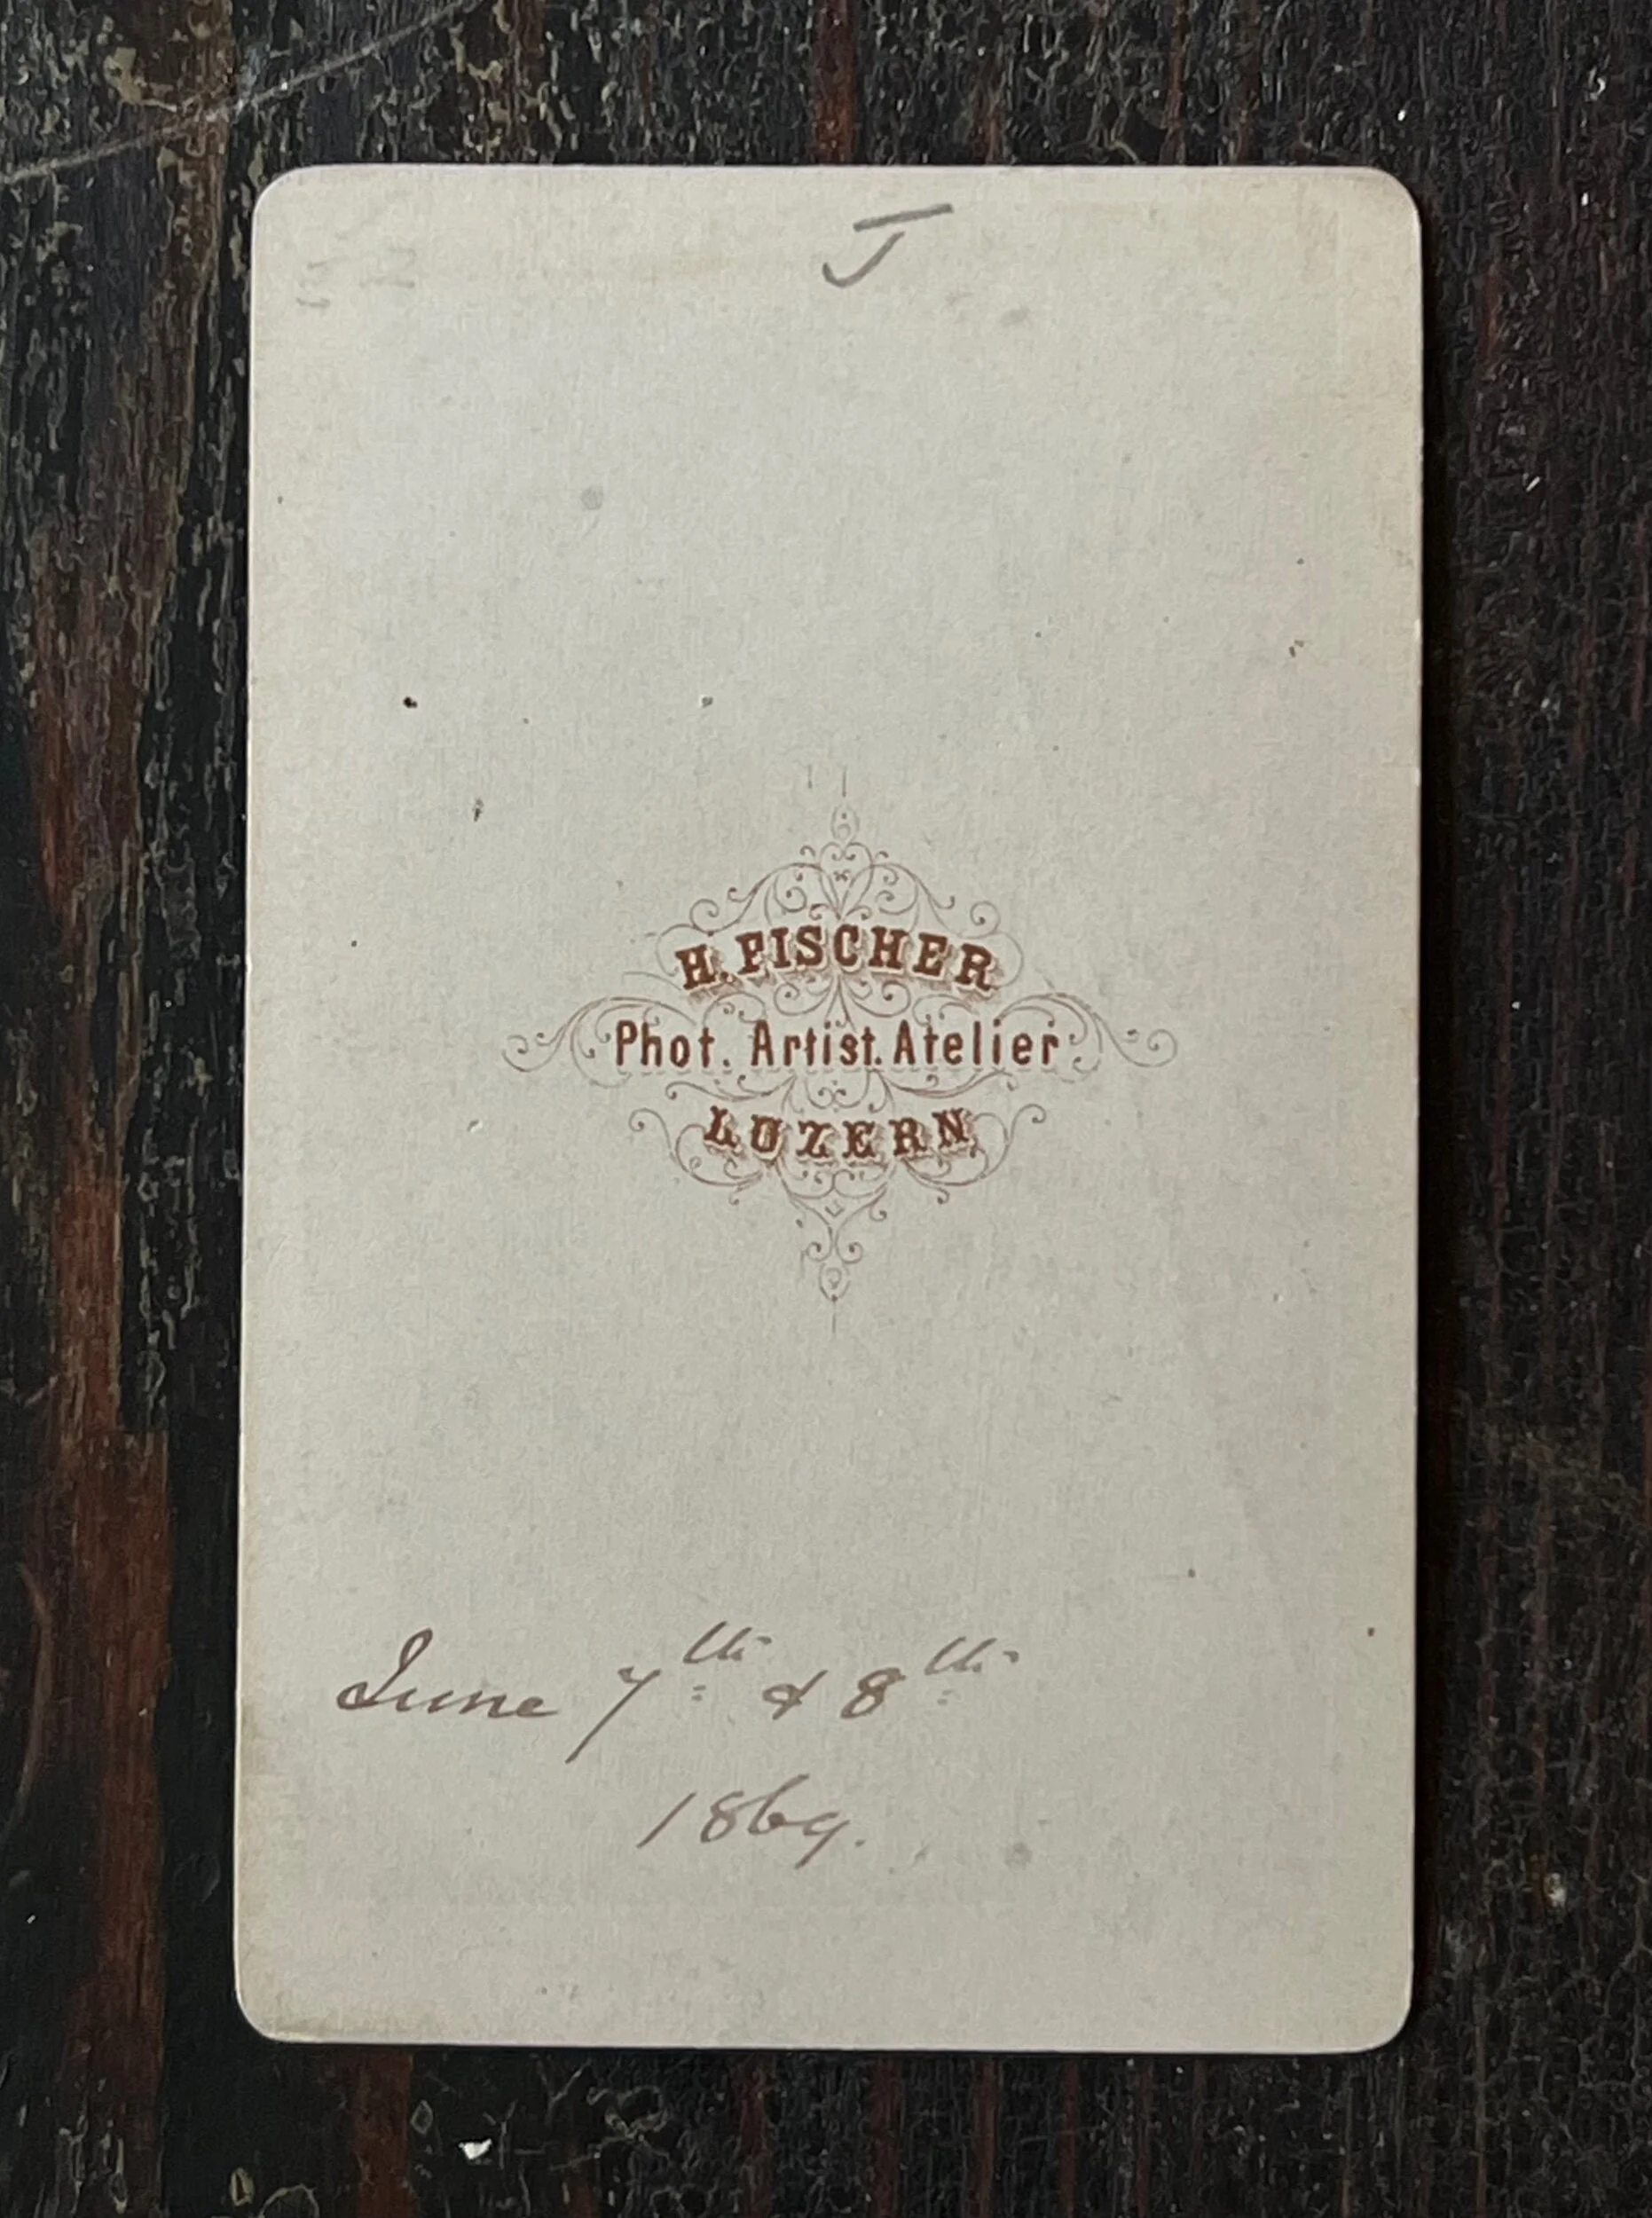 J
H. FISCHER
Phot. Artist. Atelier
LUZERN
June 7th & 8th
1869.